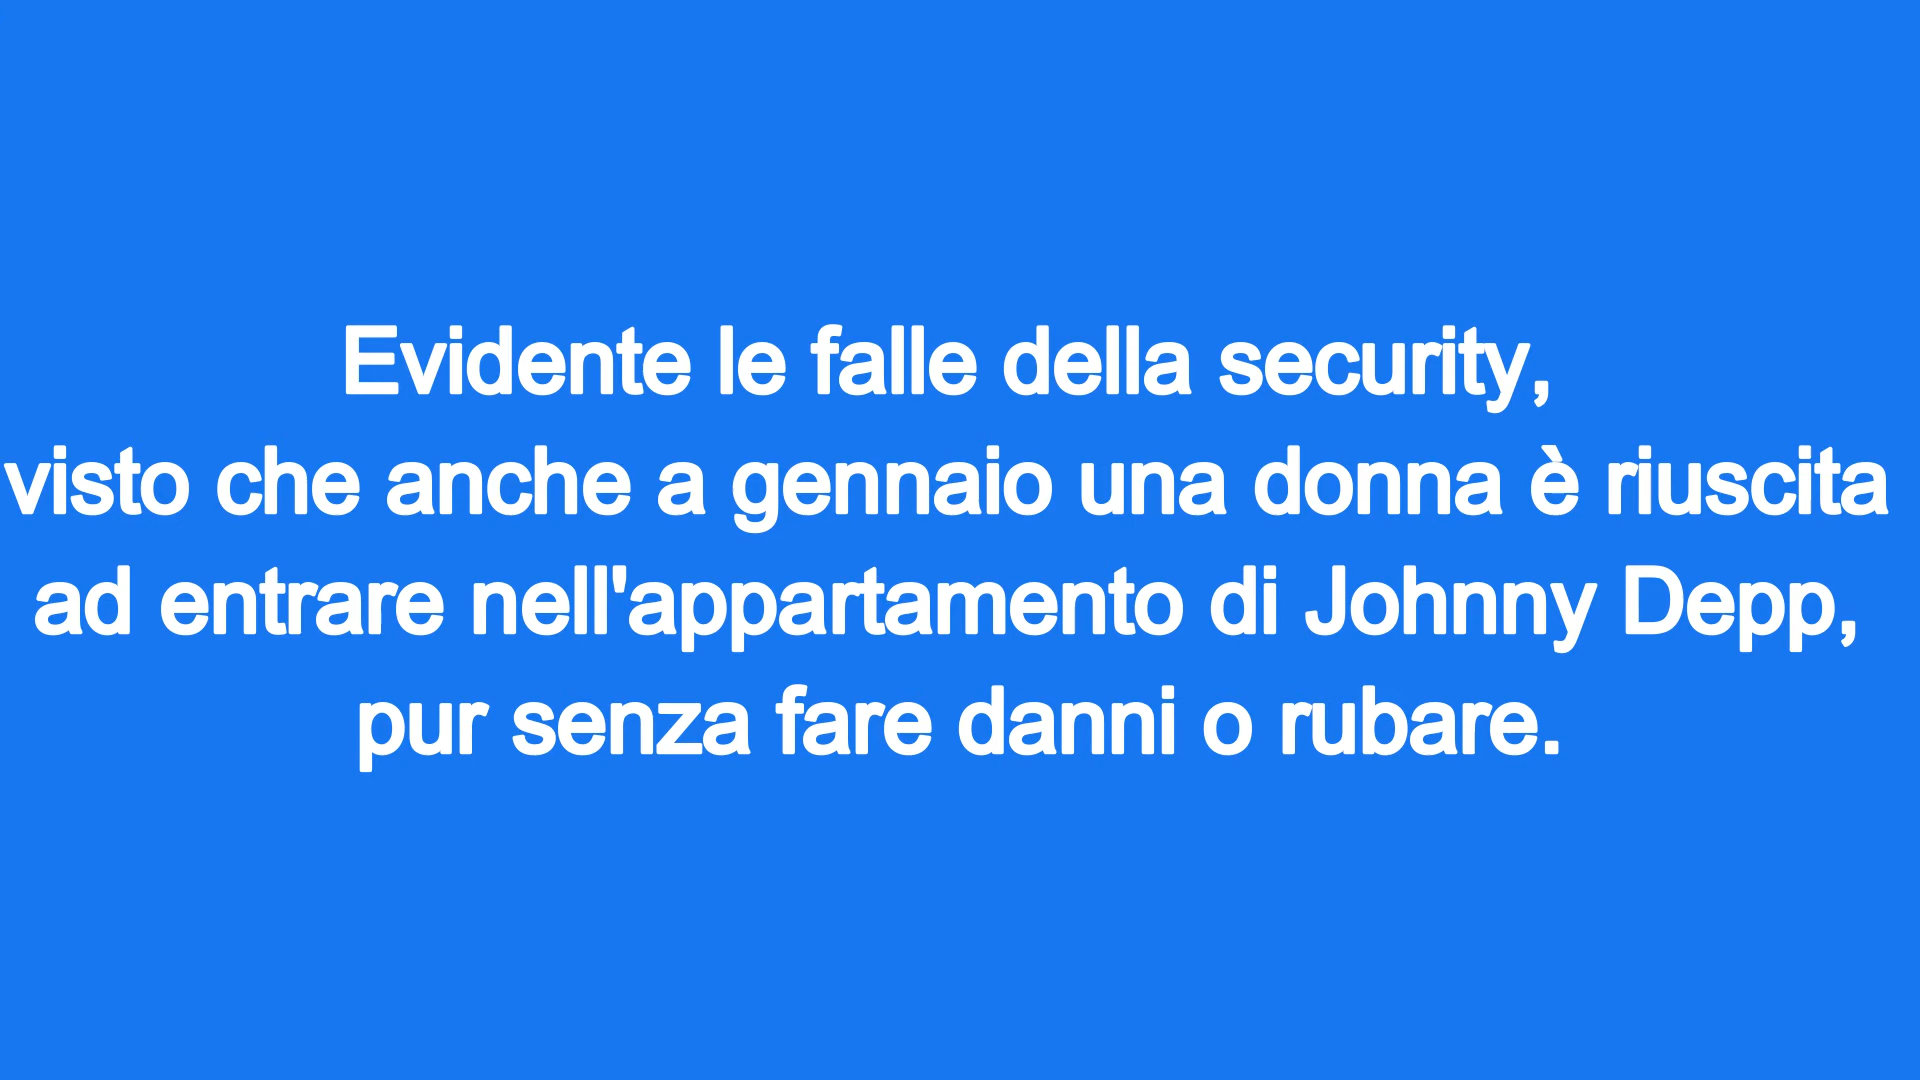 Evidente le falle della security,
visto che anche a gennaio una donna è riuscita
ad entrare nell'appartamento di Johnny Depp,
pur senza fare danni o rubare.